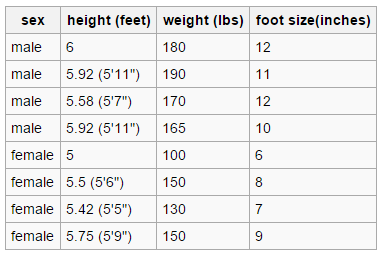 sex height (feet) weight (lbs) foot size(inches)
male 6 180 12
male 5.92 (5'11") 190 11
male 5.58 (5'7") 170 12
male 5.92 (5'11") 165 10
female 5 100 6
female 5.5 (5'6") 150 8
female 5.42 (5'5") 130 7
female 5.75 (5'9") 150 9